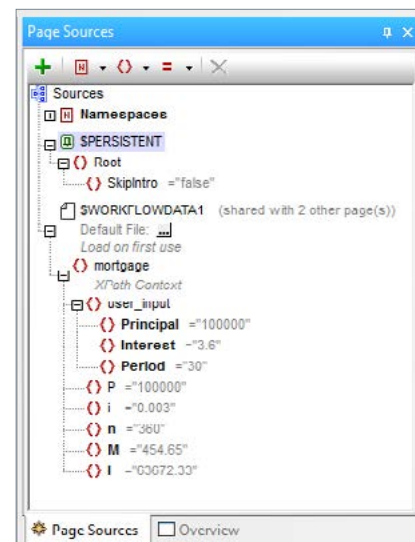 Page Sources
Sources
Namespaces
$PERSISTENT
Root
SkipIntro ="false"
$WORKFLOWDATA1 (shared with 2 other page(s))
Default File: ...
Load on first use
mortgage
XPath Context
user_input
Principal ="100000"
Interest ="3.6"
Period ="30"
P ="100000"
i ="0.003"
n ="360"
M ="454.65"
I ="63672.33"
Page Sources Overview